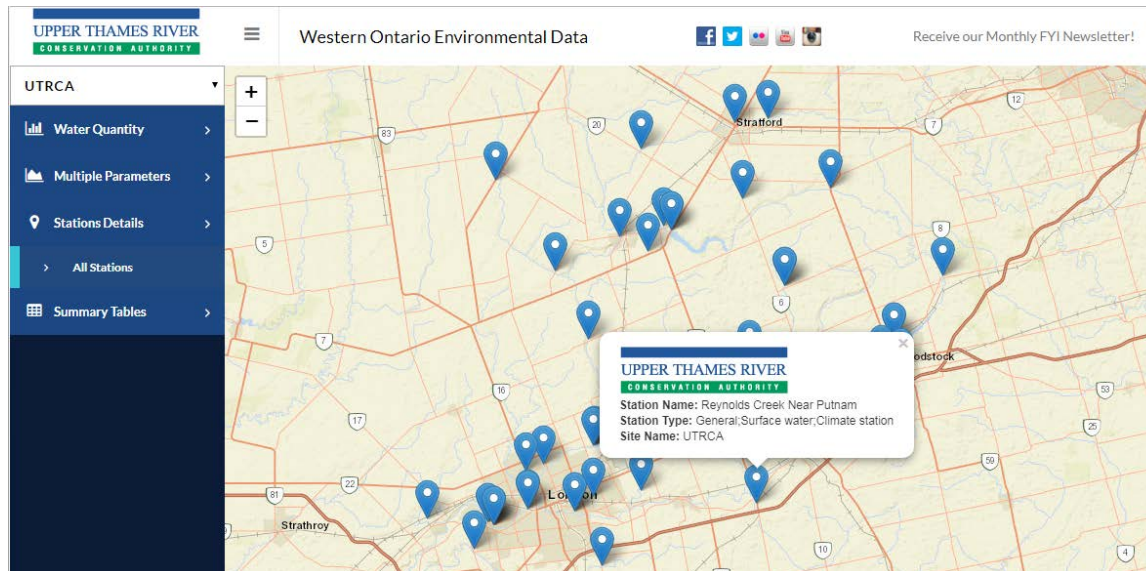 UPPER THAMES RIVER
CONSERVATION AUTHORITY
Western Ontario Environmental Data
You
Receive our Monthly FYI Newsletter!
UTRCA
Water Quantity
Multiple Parameters
Stations Details
All Stations
Summary Tables
+
−
12
83
20
Stratford
7
5
8
6
7
odstock
16
53
17
25
59
22
81
London
Strathroy
10
4
UPPER THAMES RIVER
CONSERVATION AUTHORITY
Station Name: Reynolds Creek Near Putnam
Station Type: General;Surface water;Climate station
Site Name: UTRCA